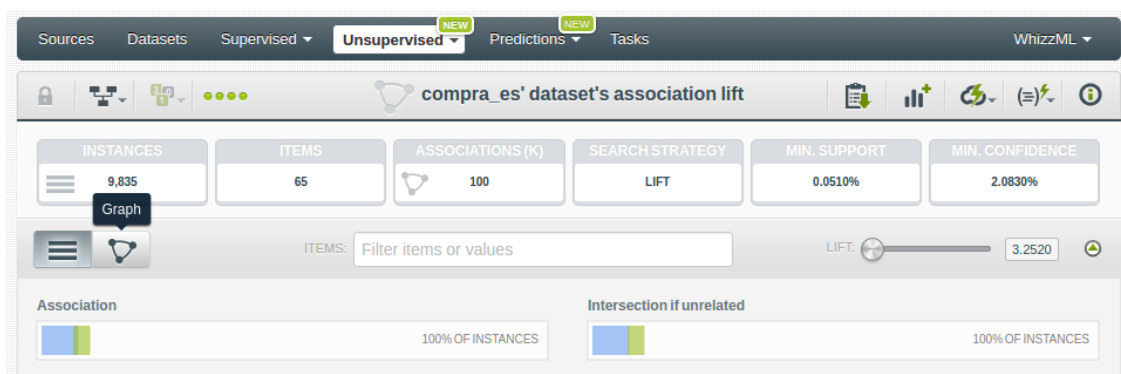 NEW NEW
Sources Datasets Supervised Unsupervised Predictions Tasks WhizzML
compra_es' dataset's association lift
INSTANCES ITEMS ASSOCIATIONS (K) SEARCH STRATEGY MIN. SUPPORT MIN. CONFIDENCE
9,835 65 100 LIFT 0.0510% 2.0830%
Graph
ITEMS: Filter items or values LIFT: 3.2520
Association Intersection if unrelated
100% OF INSTANCES 100% OF INSTANCES